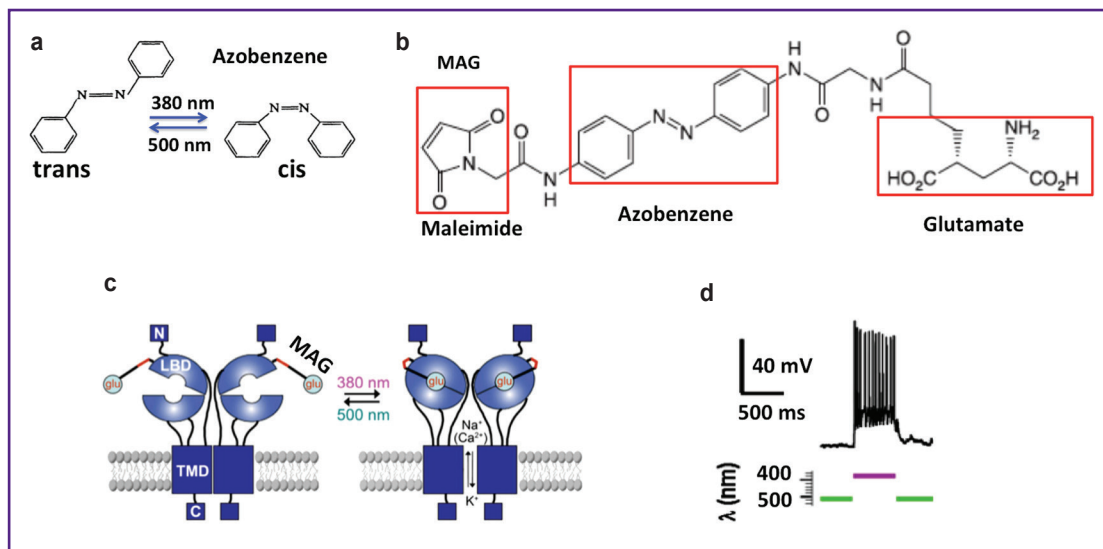 a
Azobenzene
N
N
380 nm
500 nm
N
N
trans
cis
b
MAG
O
N
O
O
N
H
N
N
H
N
O
N
H
O
NH₂
HO₂C
CO₂H
Maleimide
Azobenzene
Glutamate
c
N
LBD
MAG
glu
glu
TMD
C
380 nm
500 nm
glu
glu
Na⁺
(Ca²⁺)
K⁺
d
40 mV
500 ms
400
500
λ (nm)